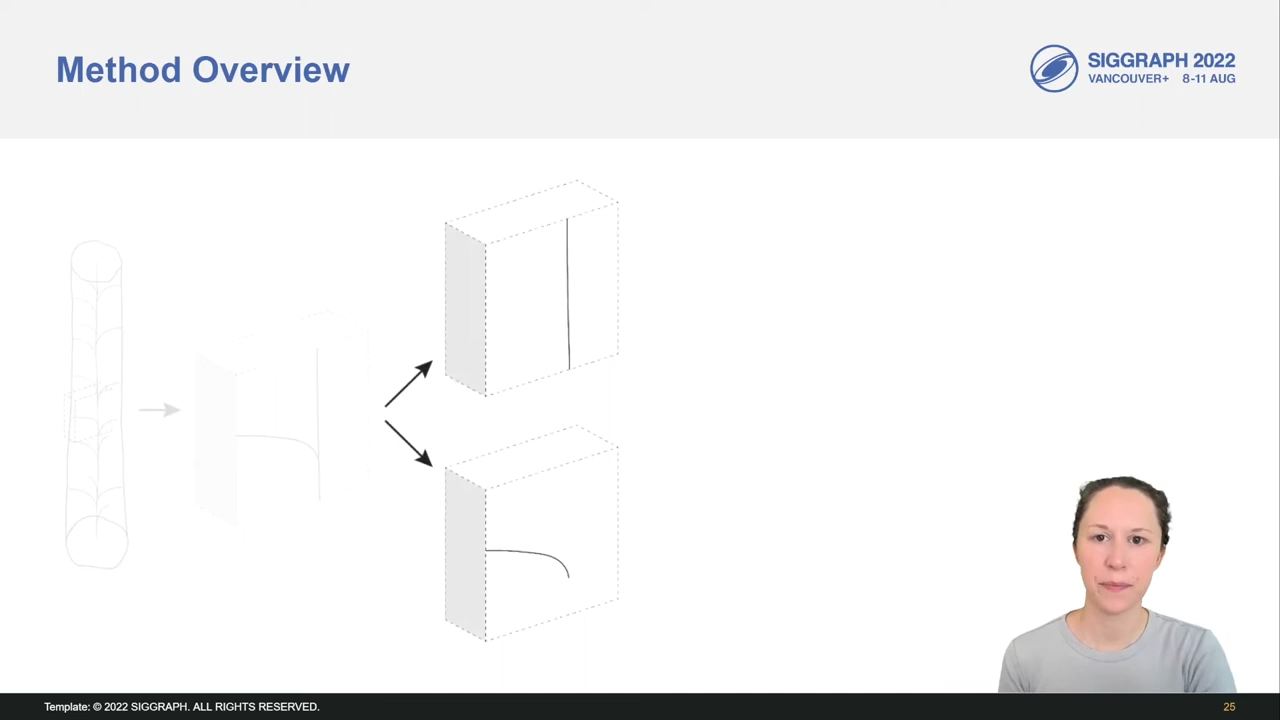 Method Overview
SIGGRAPH 2022
VANCOUVER+ 8-11 AUG
Template: © 2022 SIGGRAPH. ALL RIGHTS RESERVED.
25